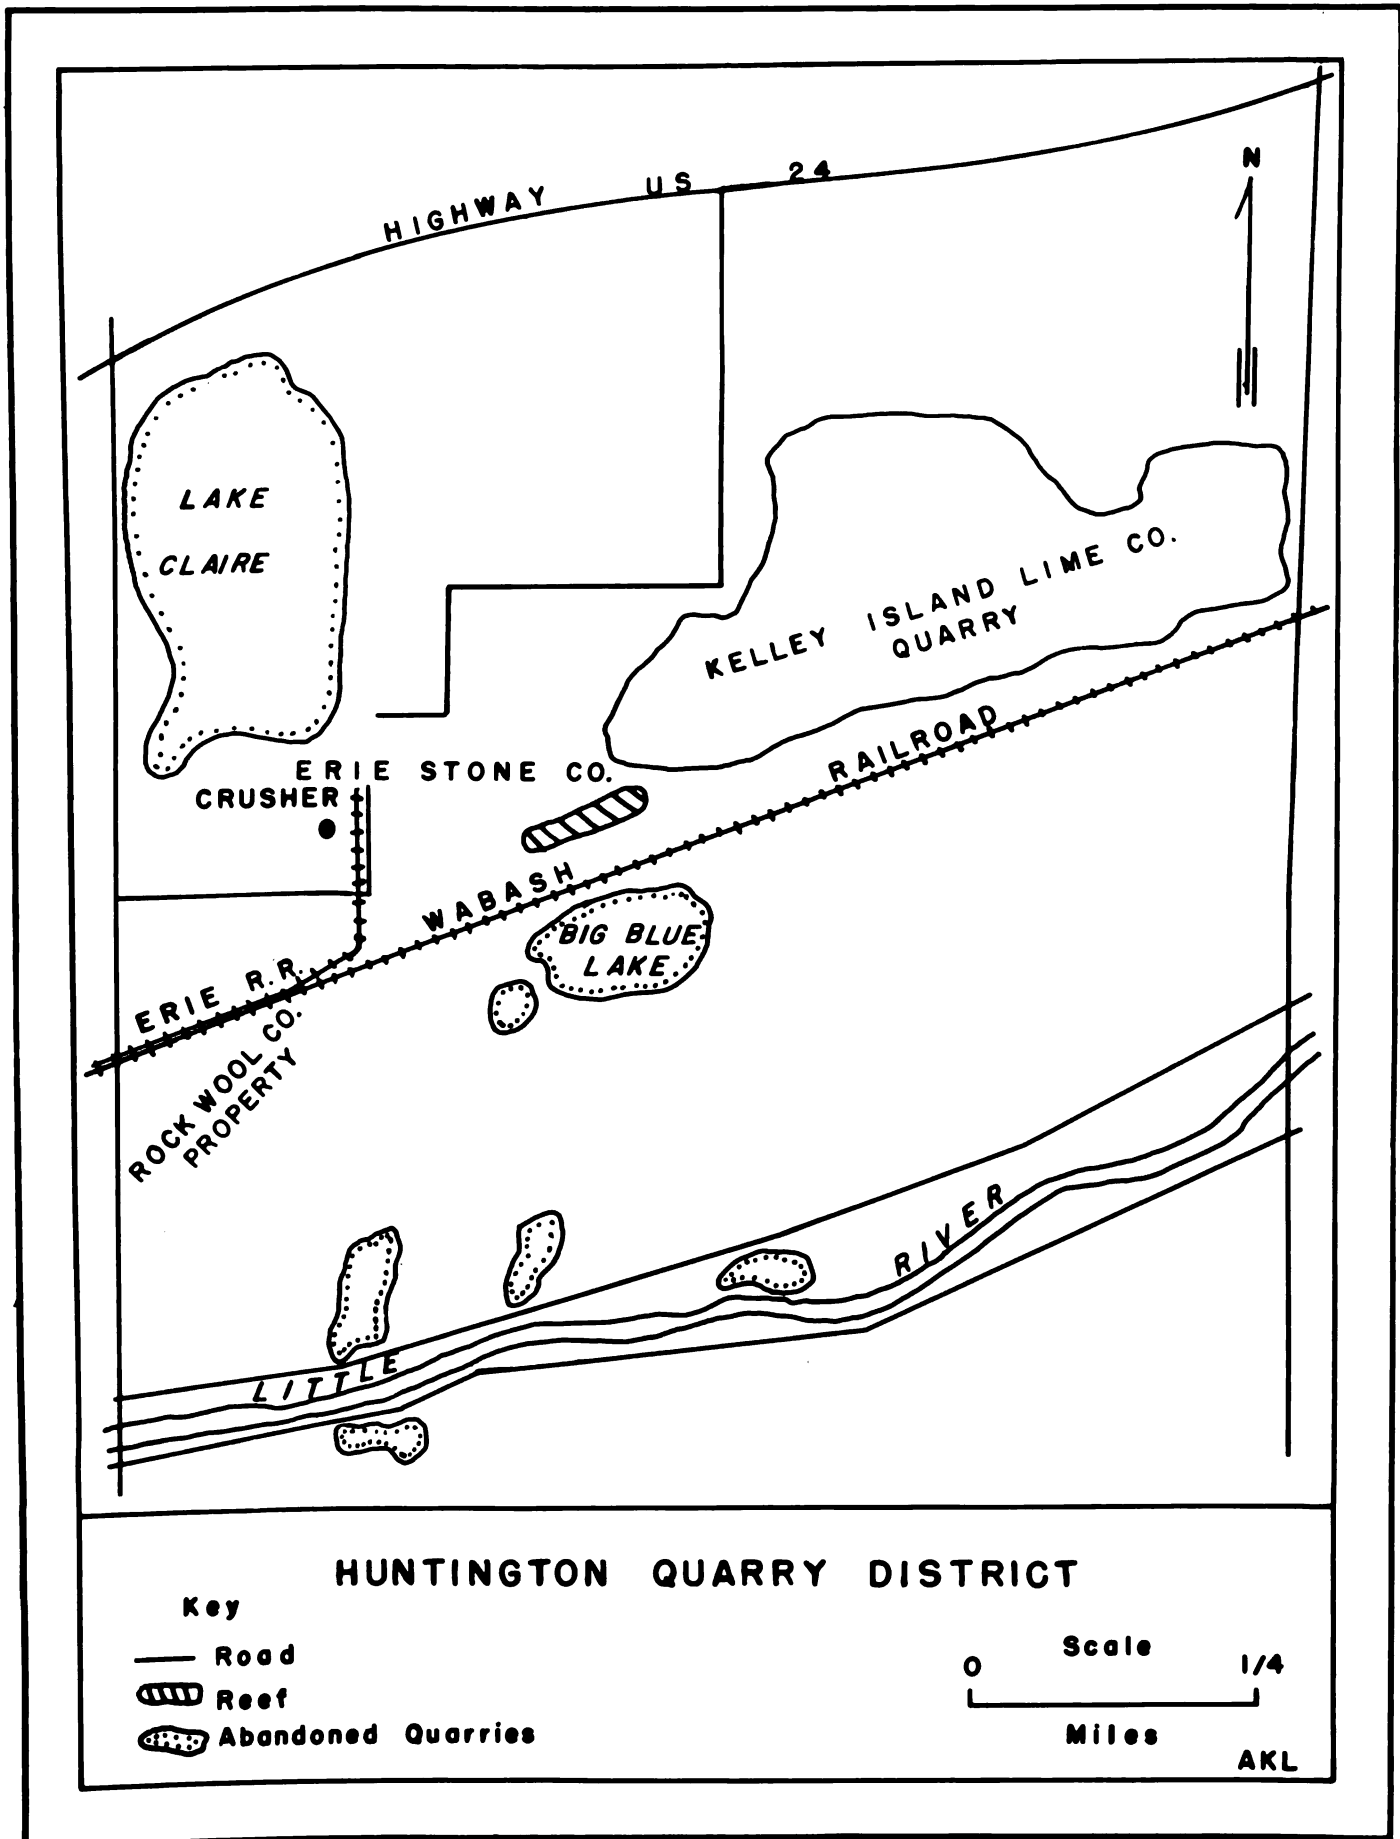 HIGHWAY US 24
N
LAKE
CLAIRE
KELLEY ISLAND LIME CO.
QUARRY
ERIE STONE CO.
CRUSHER
WABASH RAILROAD
BIG BLUE
LAKE
ERIE R.R.
ROCK WOOL CO.
PROPERTY
LITTLE RIVER
HUNTINGTON QUARRY DISTRICT
Key
Road
Reef
Abandoned Quarries
Scale
0 1/4
Miles
AKL